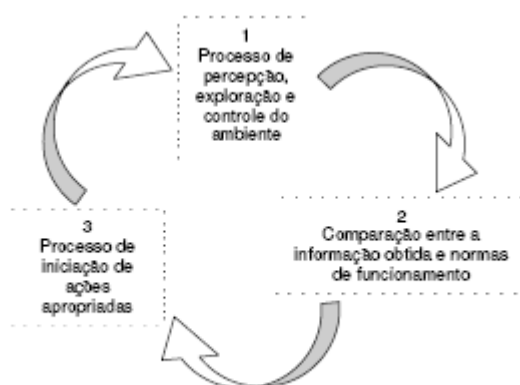 1
Processo de
percepção,
exploração e
controle do
ambiente
2
Comparação entre a
informação obtida e normas
de funcionamento
3
Processo de
iniciação de
ações
apropriadas